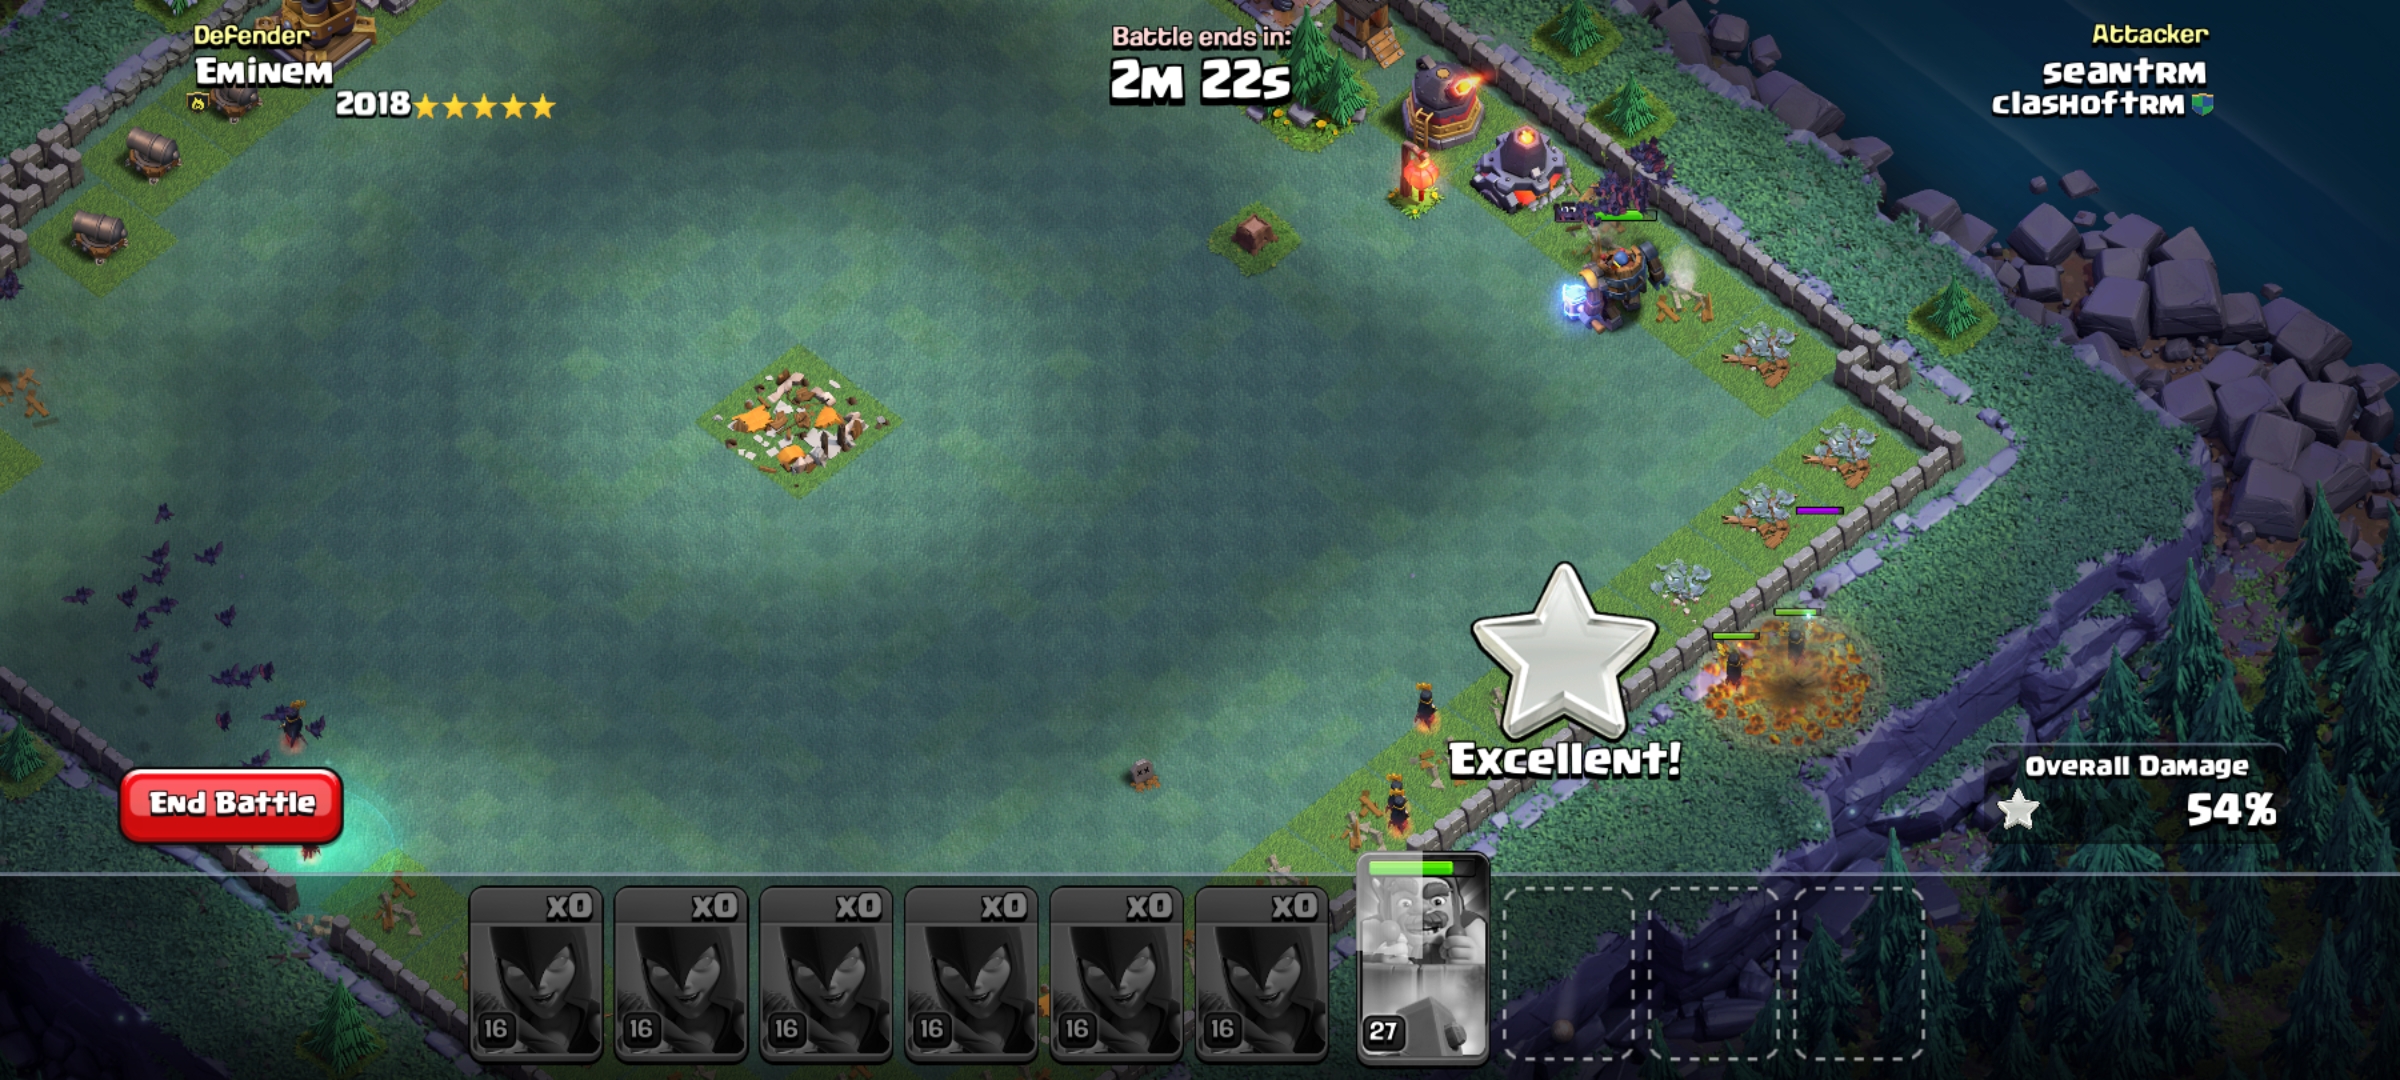 Defender
Eminem
2018
Battle ends in:
2m 22s
Attacker
seantrm
clashoftrm
Excellent!
End Battle
Overall Damage
54%
x0
x0
x0
x0
x0
x0
16
16
16
16
16
16
27